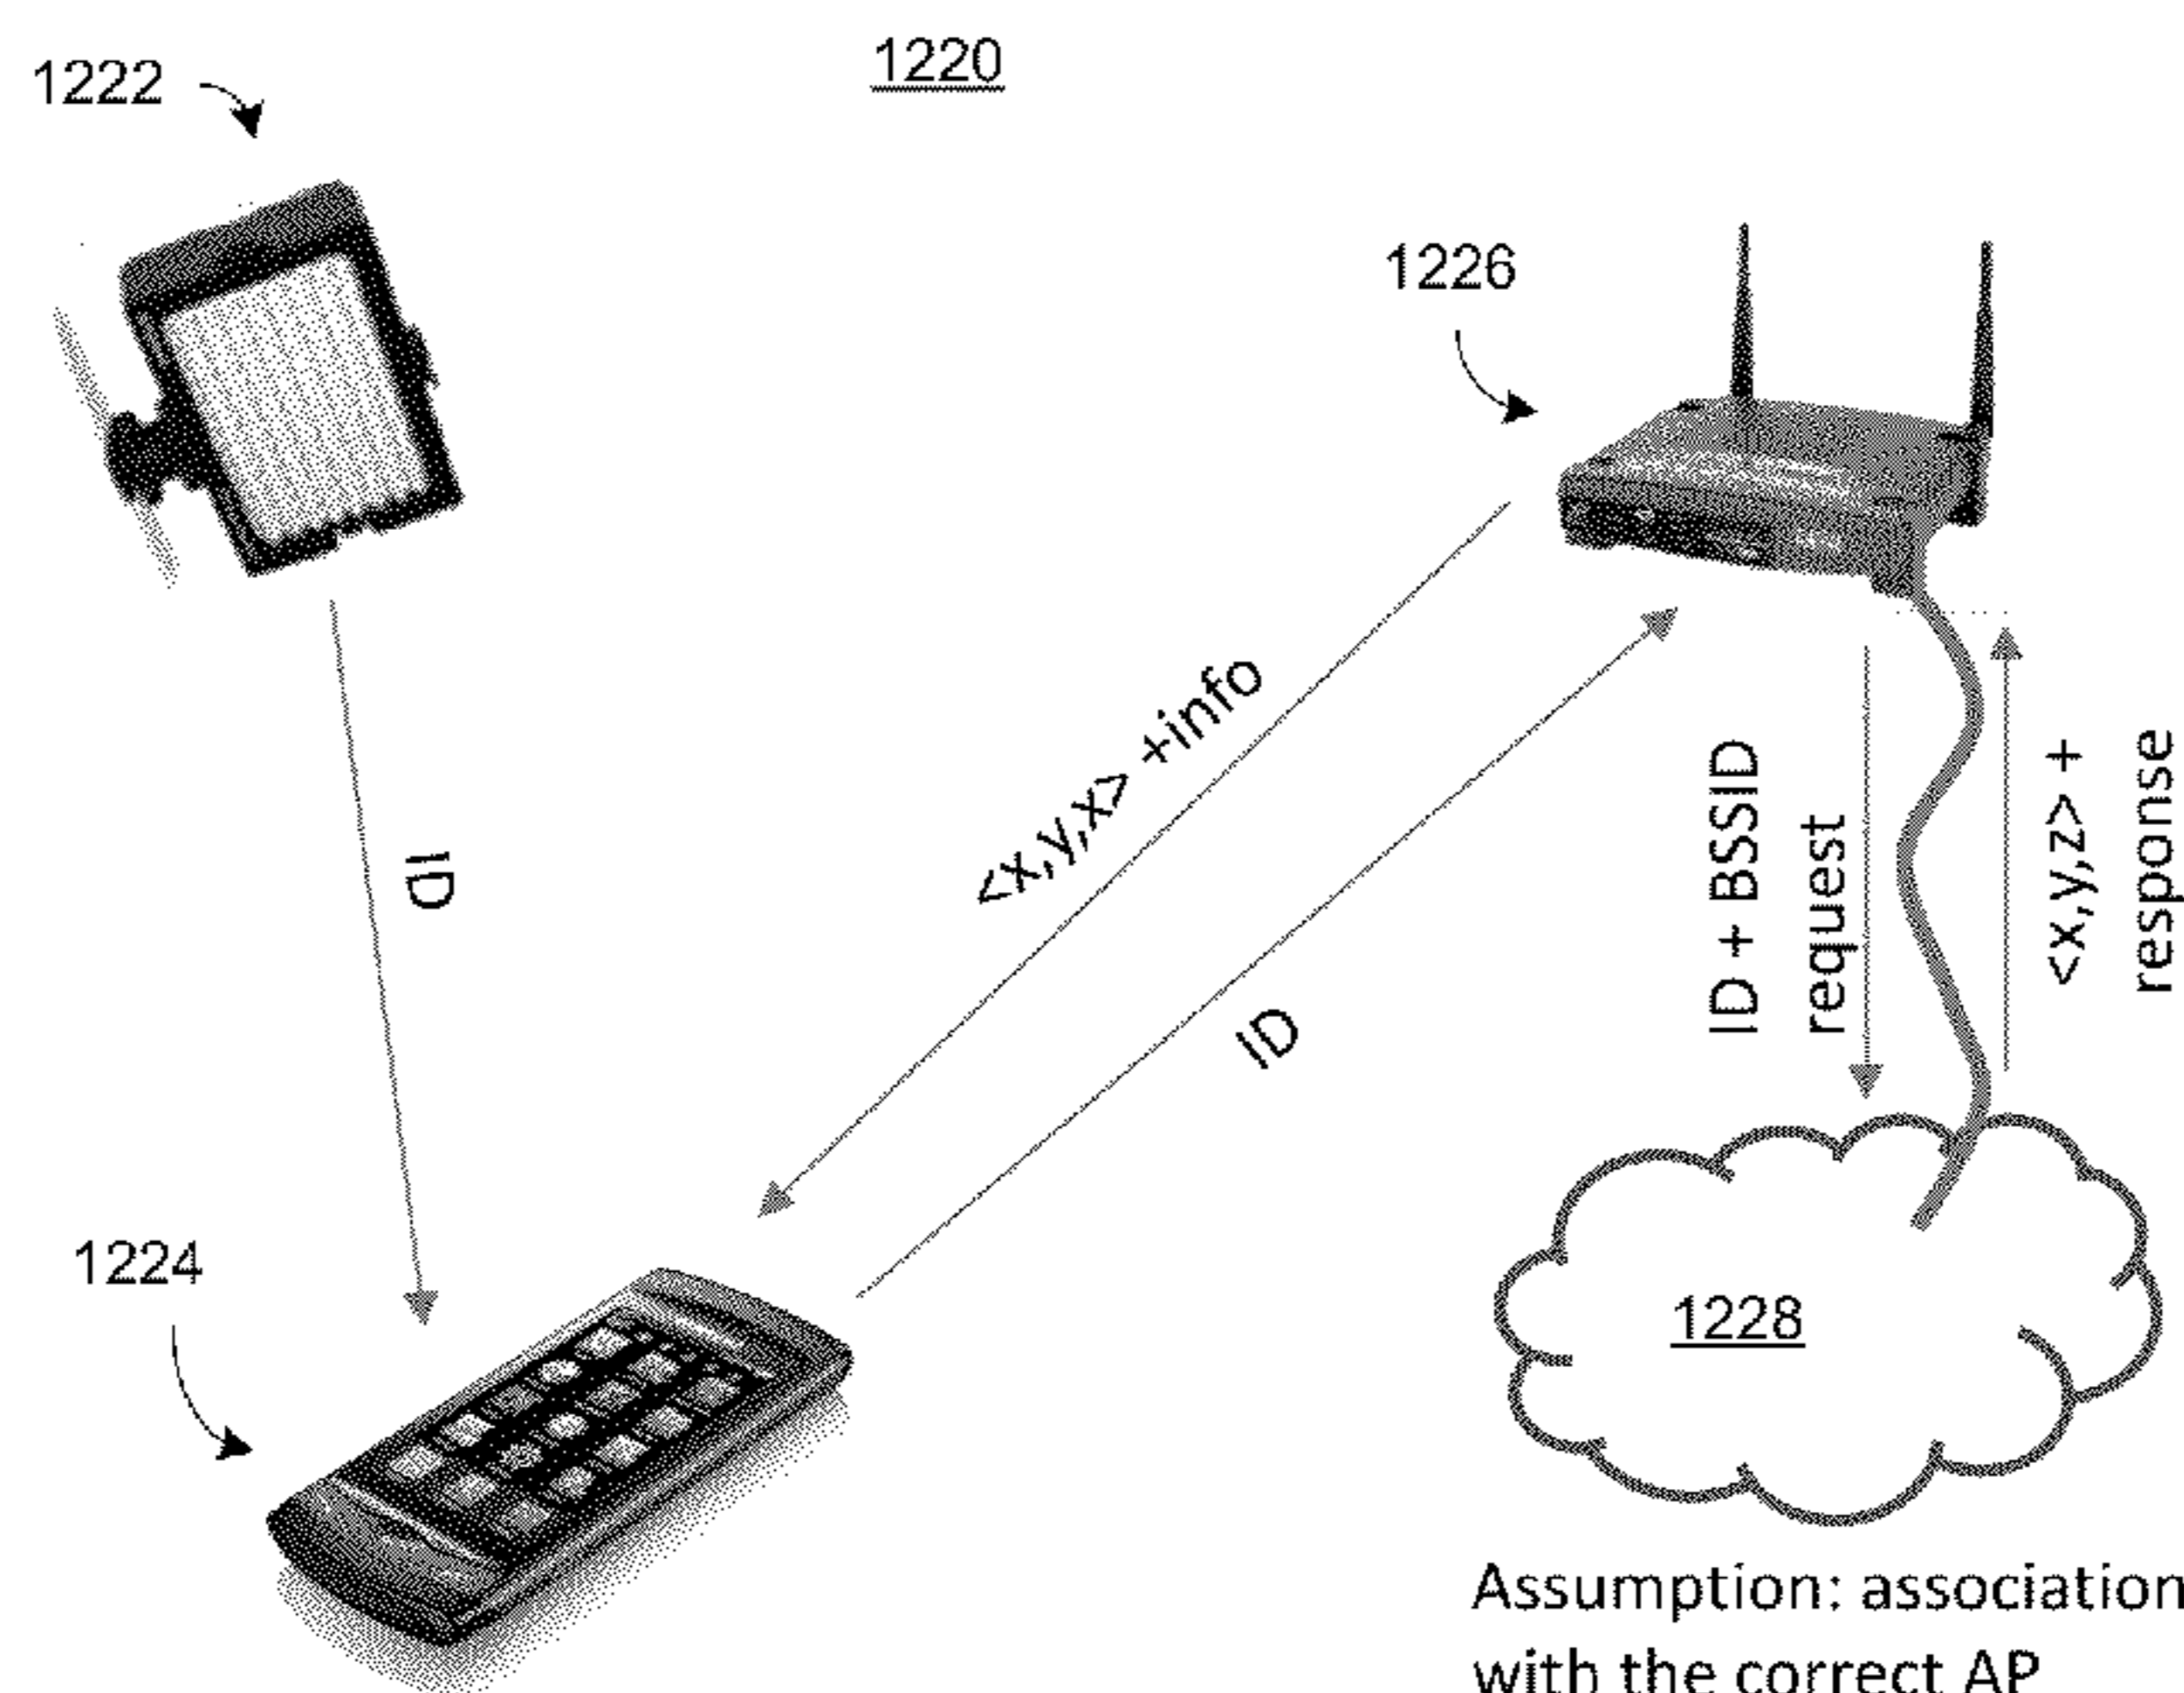 1220
1222
1226
<x,y,x> +info
ID
ID
ID + BSSID
request
<x,y,z> +
response
1224
1228
Assumption: association
with the correct AP